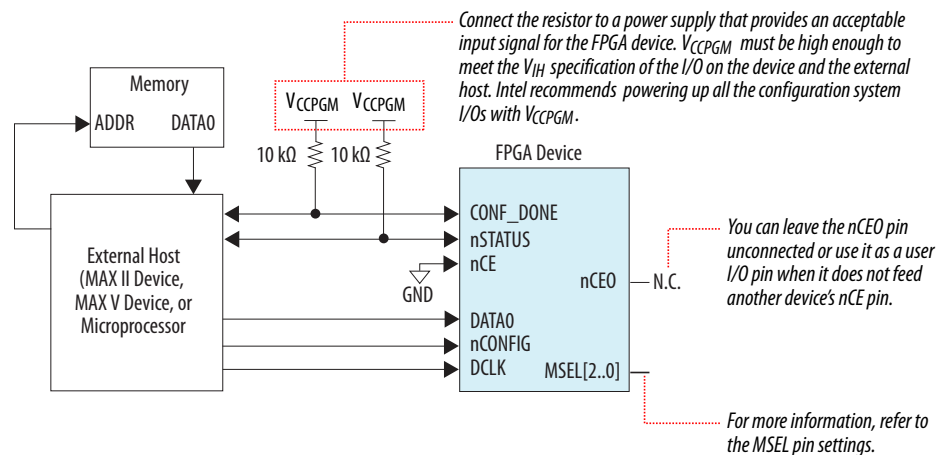 Connect the resistor to a power supply that provides an acceptable
input signal for the FPGA device. VCCPGM must be high enough to
meet the VIH specification of the I/O on the device and the external
host. Intel recommends powering up all the configuration system
I/Os with VCCPGM.
Memory
ADDR DATA0
VCCPGM VCCPGM
10 kΩ 10 kΩ
FPGA Device
CONF_DONE
nSTATUS
nCE
GND
nCEO
N.C.
You can leave the nCEO pin
unconnected or use it as a user
I/O pin when it does not feed
another device's nCE pin.
External Host
(MAX II Device,
MAX V Device, or
Microprocessor
DATA0
nCONFIG
DCLK
MSEL[2..0]
For more information, refer to
the MSEL pin settings.